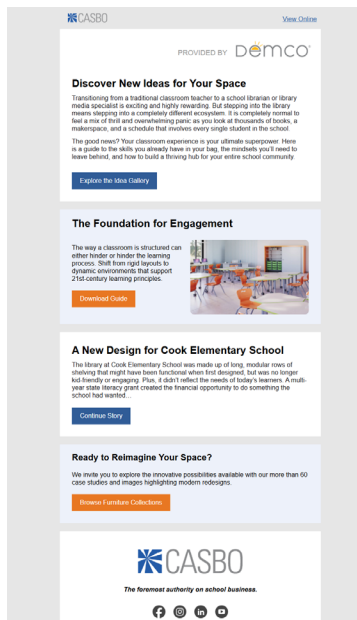 CASBO
View Online
PROVIDED BY Demco
Discover New Ideas for Your Space
Transitioning from a traditional classroom teacher to a school librarian or library
media specialist is exciting and highly rewarding. But stepping into the library
means stepping into a completely different ecosystem. It is completely normal to
feel a mix of thrill and overwhelming panic as you look at thousands of books, a
makerspace, and a schedule that involves every single student in the school
The good news? Your classroom experience is your ultimate superpower. Here
is a guide to the skills you already have in your bag, the mindsets you'll need to
leave behind, and how to build a thriving hub for your entire school community.
Explore the Idea Gallery
The Foundation for Engagement
The way a classroom is structured can
either hinder or hinder the learning
process. Shift from rigid layouts to
dynamic environments that support
21st-century learning principles.
Download Guide
A New Design for Cook Elementary School
The library at Cook Elementary School was made up of long, modular rows of
shelving that might have been functional when first designed, but was no longer
kid-friendly or engaging. Plus, it didn't reflect the needs of today's learners. A multi-
year state literacy grant created the financial opportunity to do something the
school had wanted...
Continue Story
Ready to Reimagine Your Space?
We invite you to explore the innovative possibilities available with our more than 60
case studies and images highlighting modern redesigns.
Browse Furniture Collections
CASBO
The foremost authority on school business.